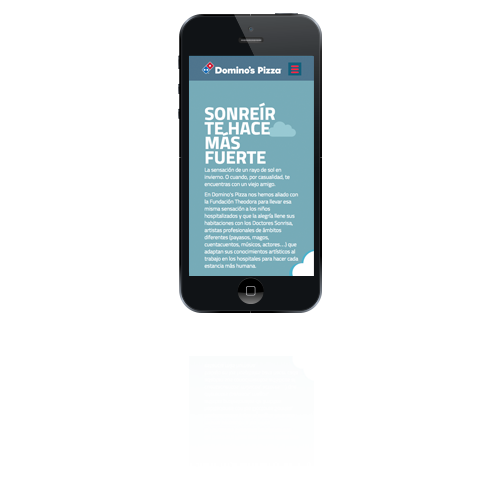 Domino's Pizza
SONREÍR
TE HACE
MÁS
FUERTE
La sensación de un rayo de sol en
invierno. O cuando, por casualidad, te
encuentras con un viejo amigo.
En Domino's Pizza nos hemos aliado con
la Fundación Theodora para llevar esa
misma sensación a los niños
hospitalizados y que la alegría llene sus
habitaciones con los Doctores Sonrisa,
artistas profesionales de ámbitos
diferentes (payasos, magos,
cuentacuentos, músicos, actores...) que
adaptan sus conocimientos artísticos al
trabajo en los hospitales para hacer cada
estancia más humana.